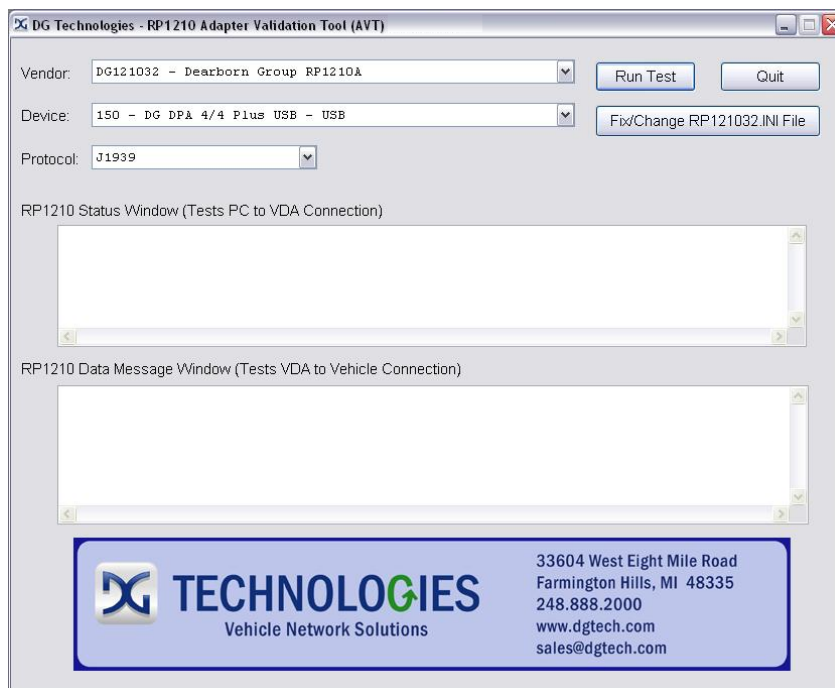 DG Technologies - RP1210 Adapter Validation Tool (AVT)
Vendor: DG121032 - Dearborn Group RP1210A Run Test Quit
Device: 150 - DG DPA 4/4 Plus USB - USB Fix/Change RP121032.INI File
Protocol: J1939
RP1210 Status Window (Tests PC to VDA Connection)
RP1210 Data Message Window (Tests VDA to Vehicle Connection)
DG TECHNOLOGIES
Vehicle Network Solutions
33604 West Eight Mile Road
Farmington Hills, MI 48335
248.888.2000
www.dgtech.com
sales@dgtech.com